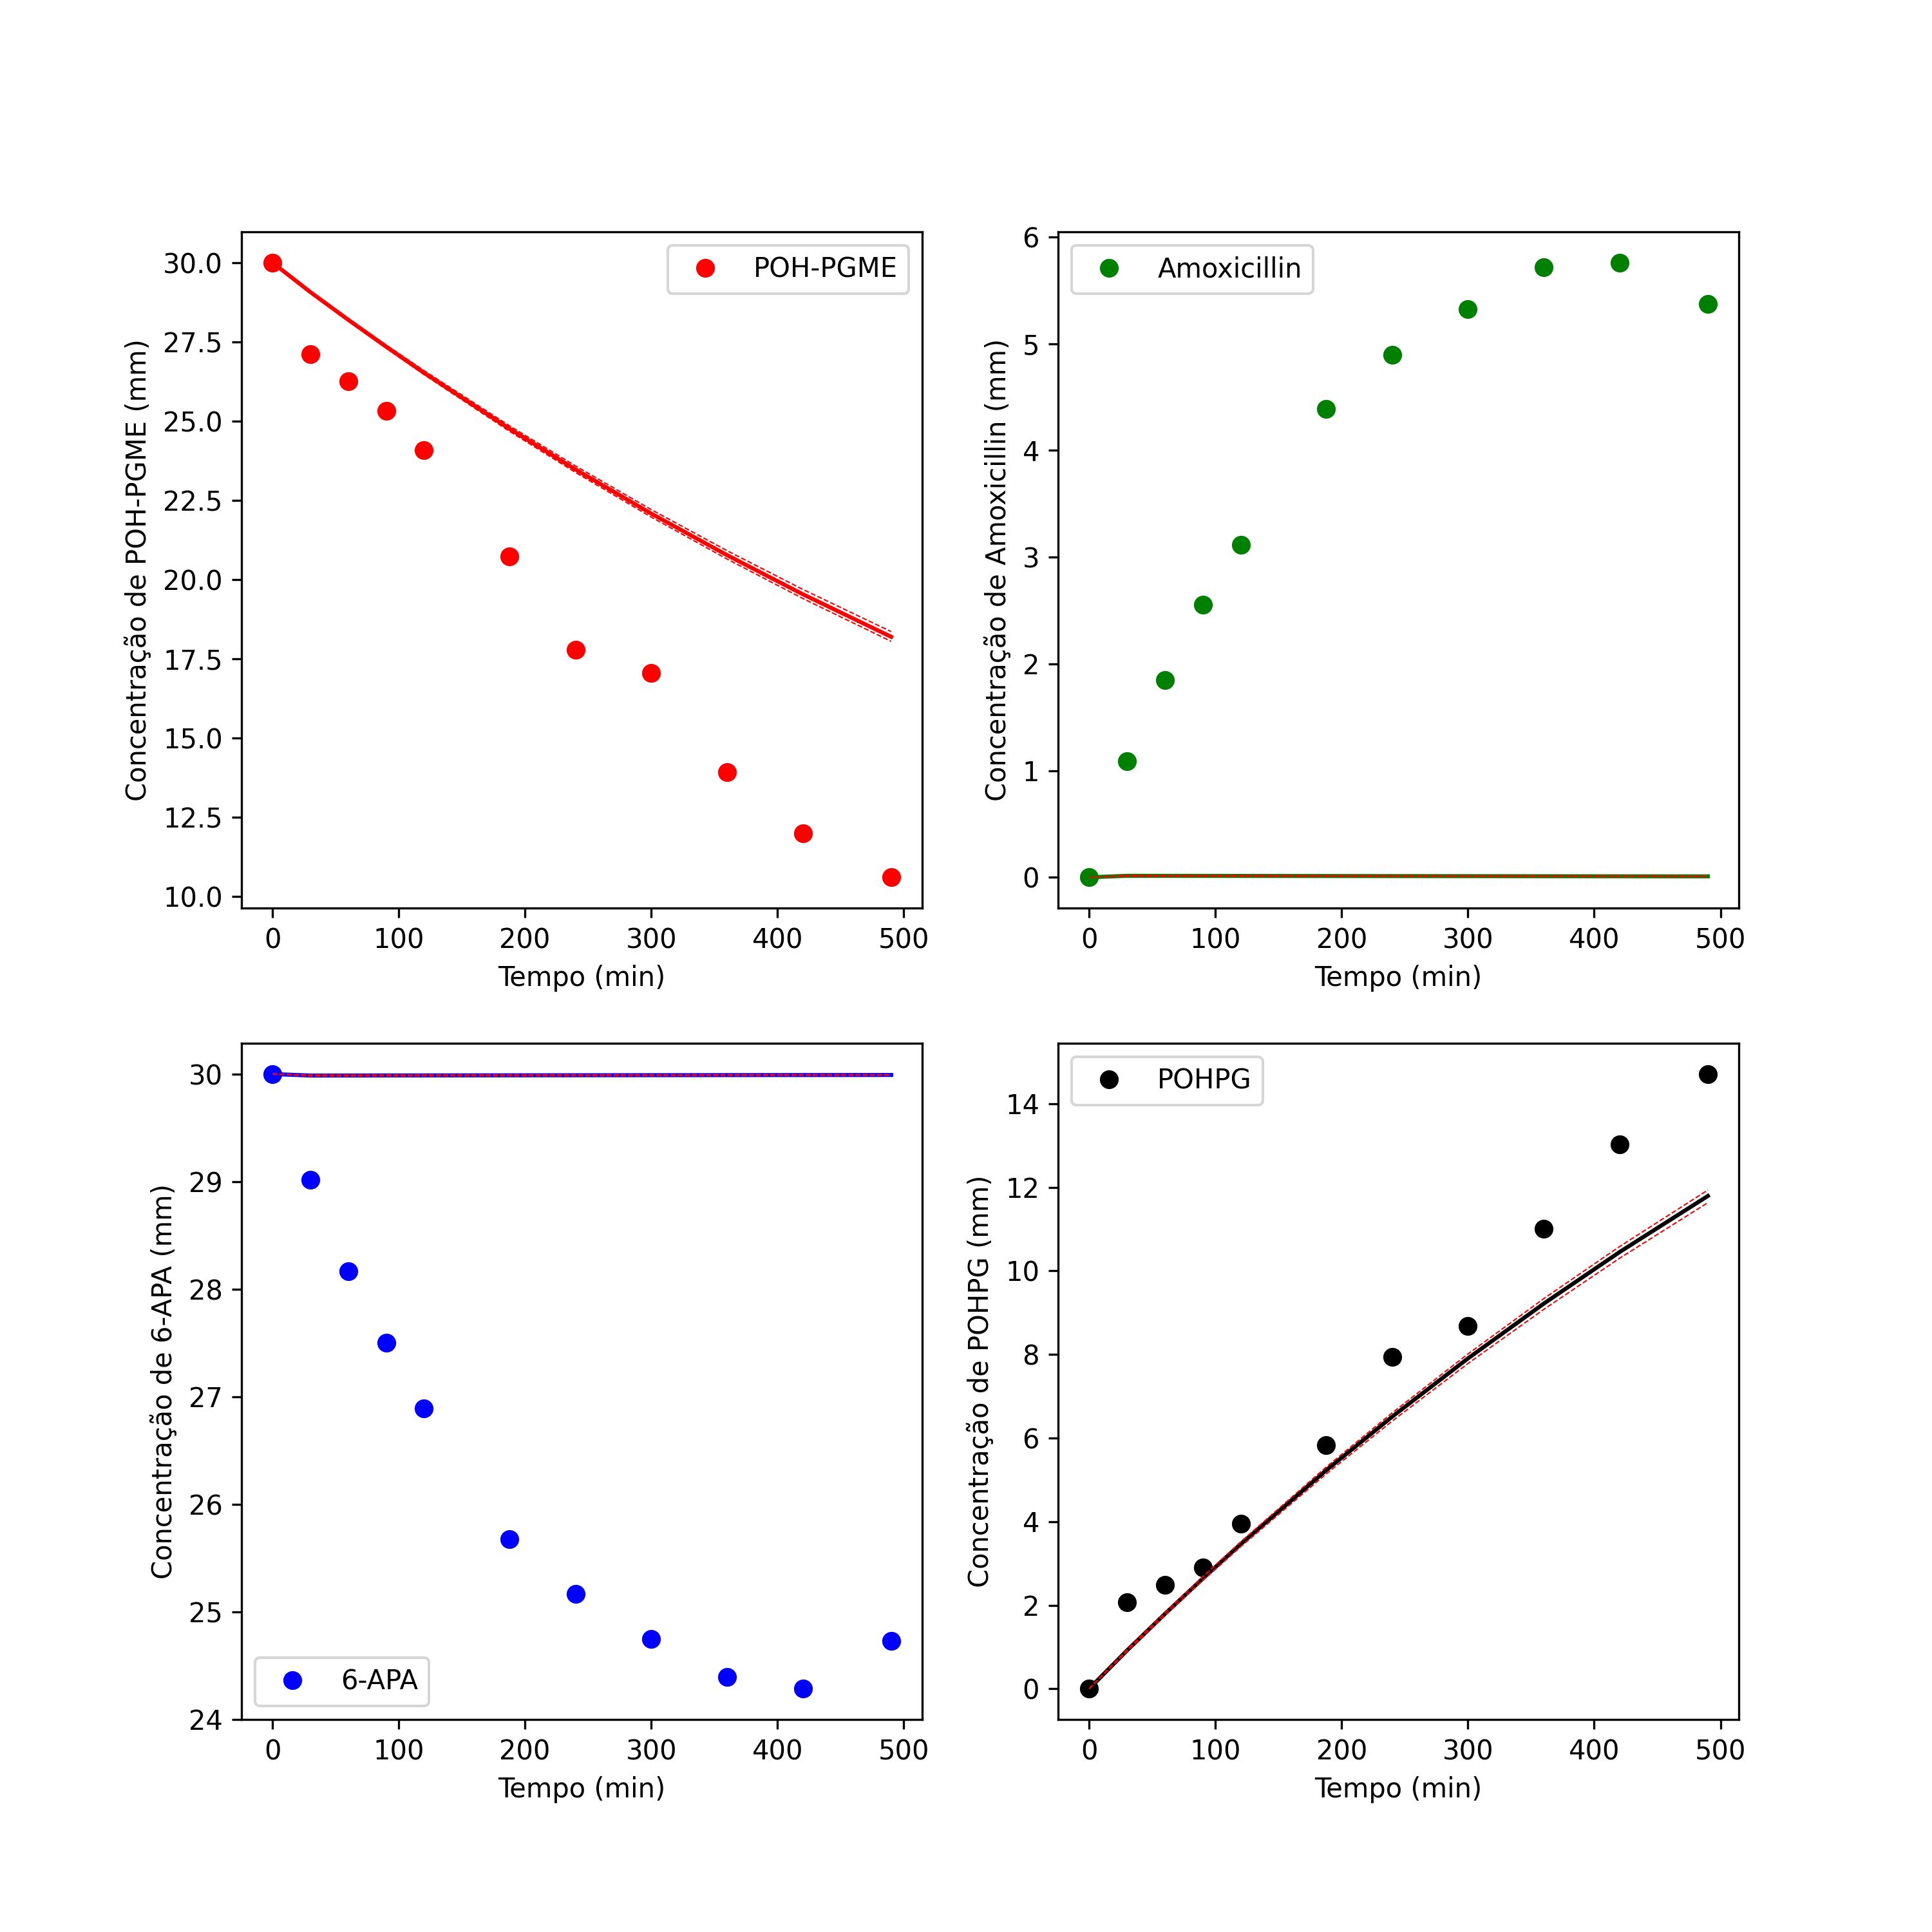 POH-PGME
30.0
27.5
25.0
22.5
20.0
17.5
15.0
12.5
10.0
Concentração de POH-PGME (mm)
0 100 200 300 400 500
Tempo (min)
Amoxicillin
6
5
4
3
2
1
0
Concentração de Amoxicillin (mm)
0 100 200 300 400 500
Tempo (min)
30
29
28
27
26
25
24
Concentração de 6-APA (mm)
6-APA
0 100 200 300 400 500
Tempo (min)
POHPG
14
12
10
8
6
4
2
0
Concentração de POHPG (mm)
0 100 200 300 400 500
Tempo (min)